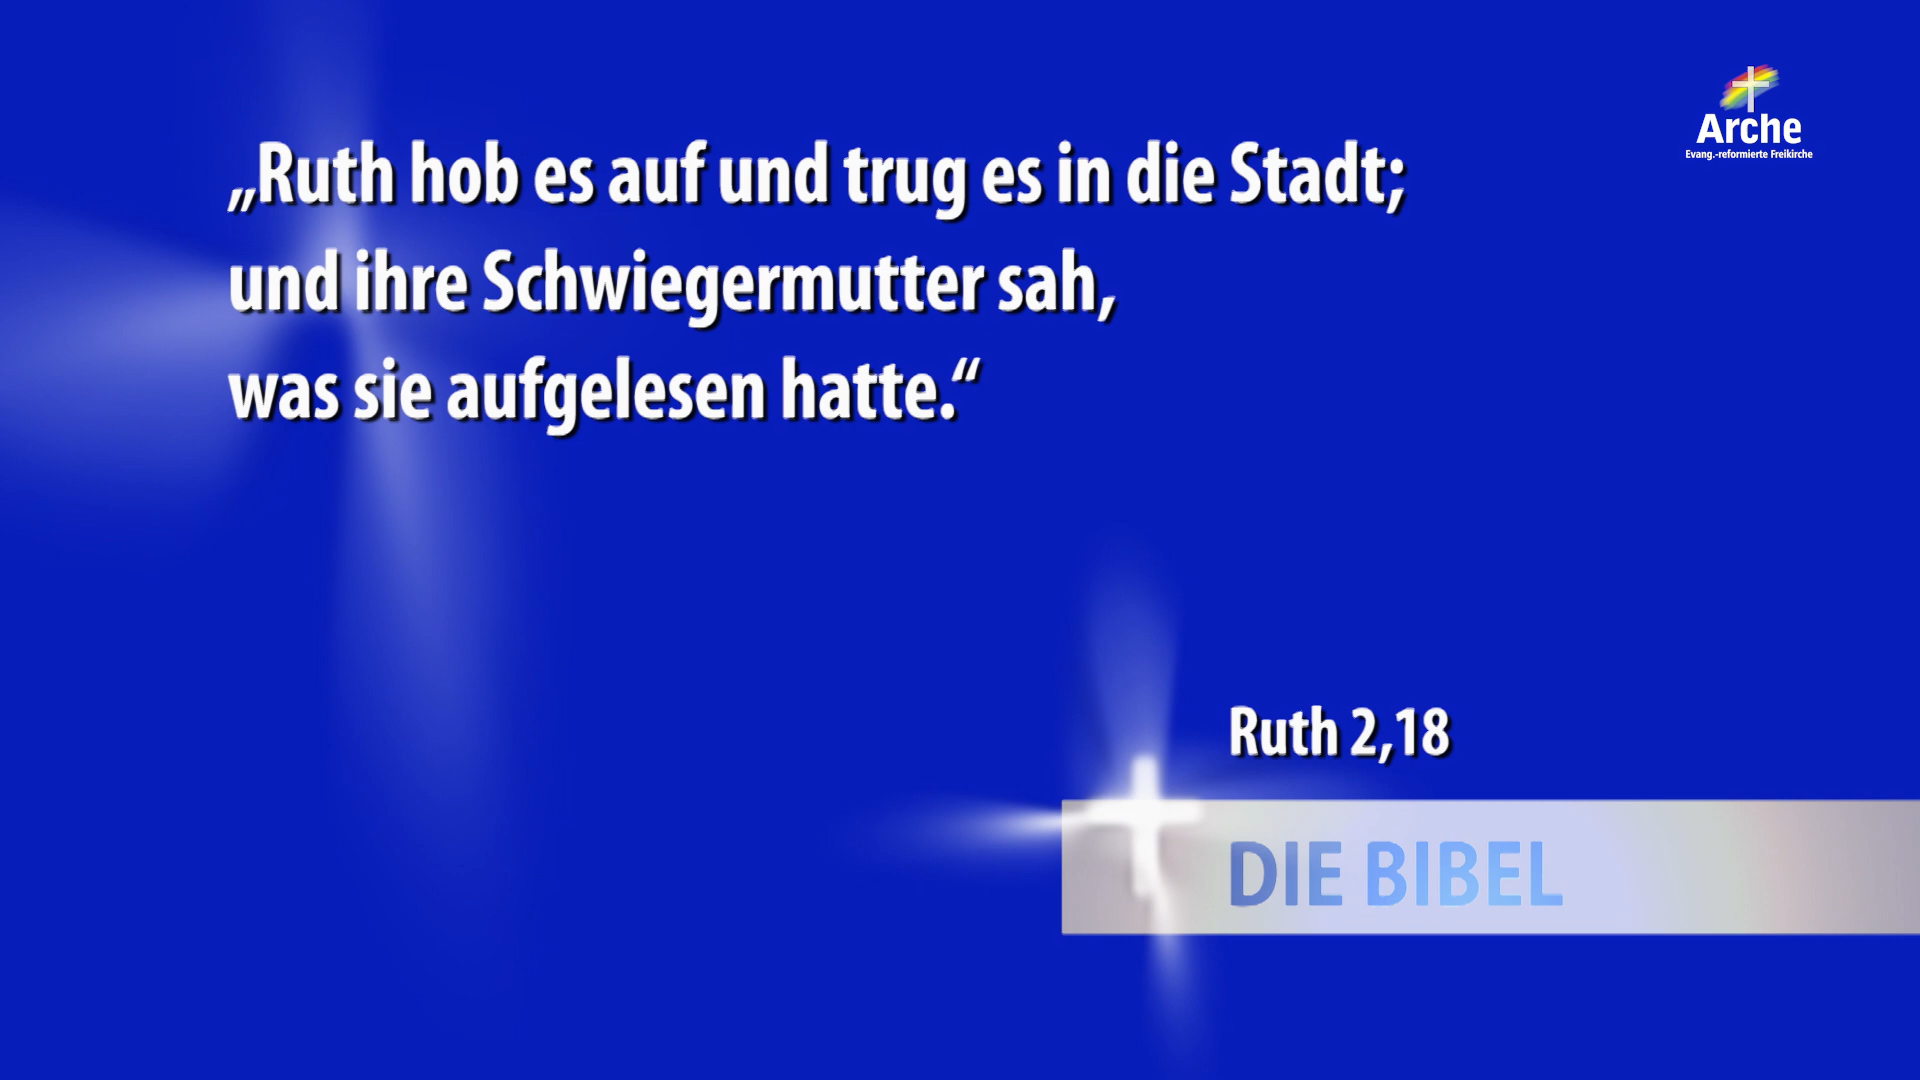 Arche
Evang.-reformierte Freikirche
„Ruth hob es auf und trug es in die Stadt;
und ihre Schwiegermutter sah,
was sie aufgelesen hatte.“
Ruth 2,18
DIE BIBEL